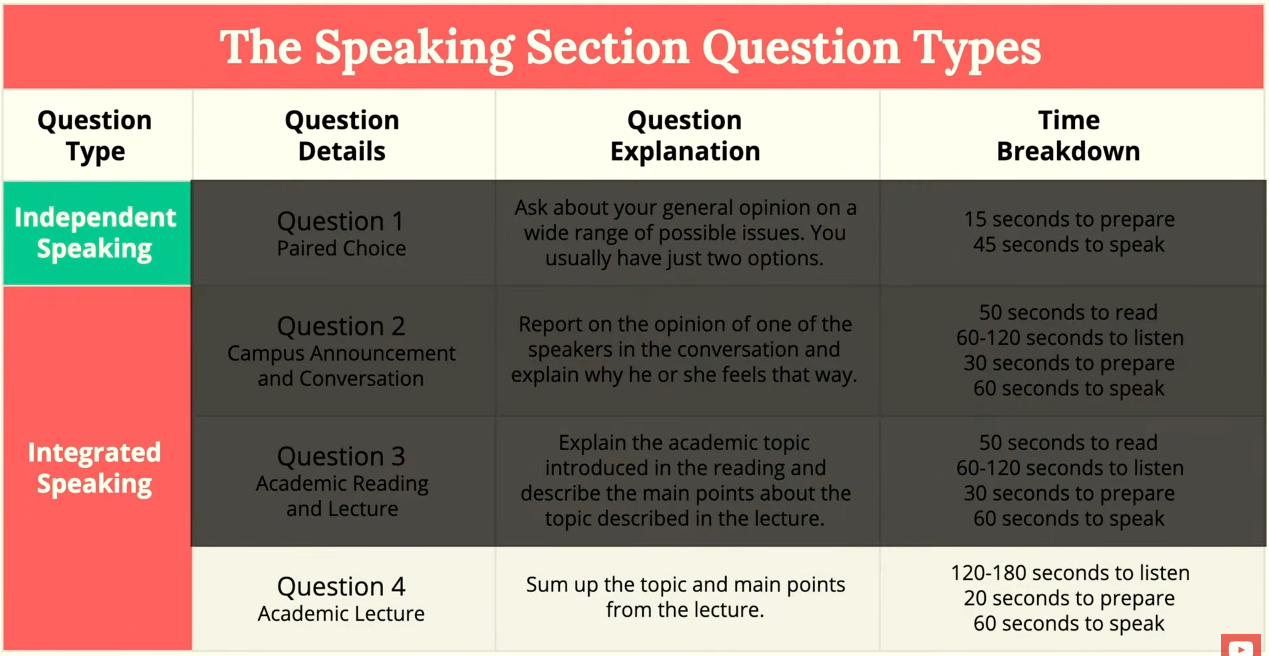 The Speaking Section Question Types
Question
Type
Question
Details
Question
Explanation
Time
Breakdown
Independent
Speaking
Question 1
Paired Choice
Ask about your general opinion on a
wide range of possible issues. You
usually have just two options.
15 seconds to prepare
45 seconds to speak
Integrated
Speaking
Question 2
Campus Announcement
and Conversation
Report on the opinion of one of the
speakers in the conversation and
explain why he or she feels that way.
50 seconds to read
60-120 seconds to listen
30 seconds to prepare
60 seconds to speak
Question 3
Academic Reading
and Lecture
Explain the academic topic
introduced in the reading and
describe the main points about the
topic described in the lecture.
50 seconds to read
60-120 seconds to listen
30 seconds to prepare
60 seconds to speak
Question 4
Academic Lecture
Sum up the topic and main points
from the lecture.
120-180 seconds to listen
20 seconds to prepare
60 seconds to speak